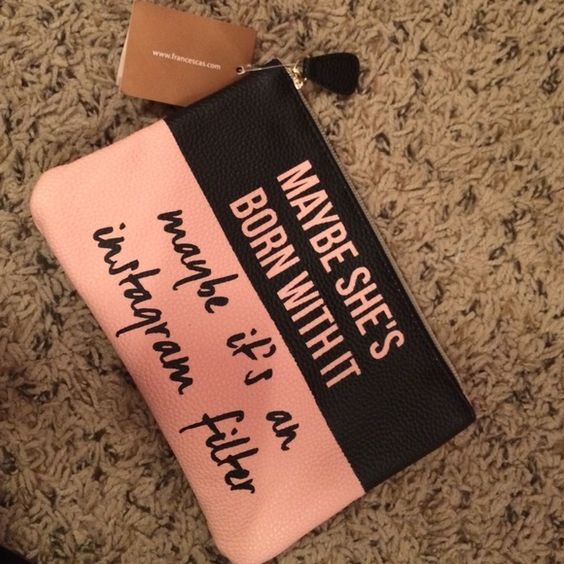 www.francescas.com
MAYBE SHE'S
BORN WITH IT
maybe it's an
instagram filter